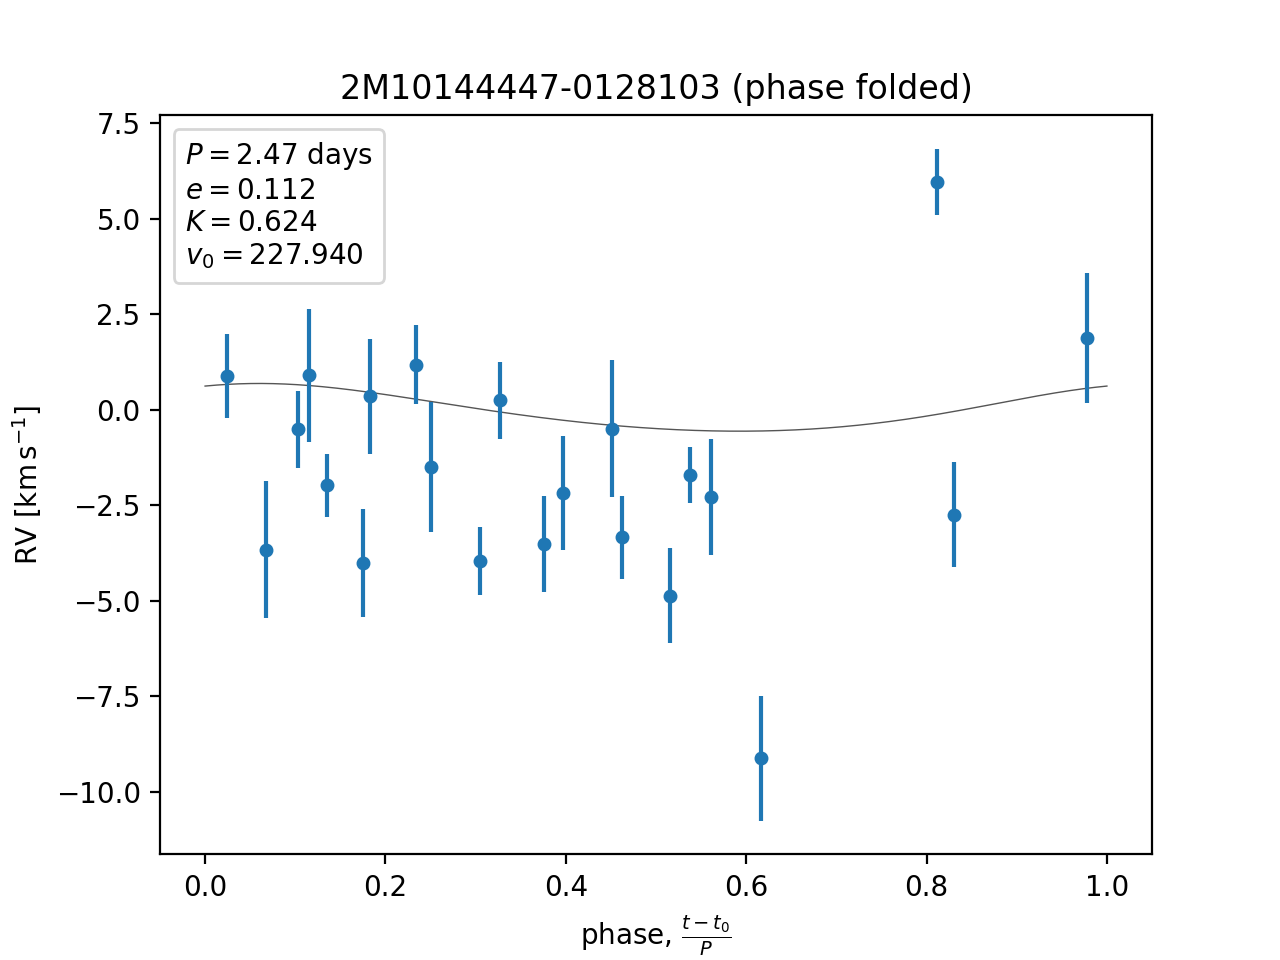 2M10144447-0128103 (phase folded)
P = 2.47 days
e = 0.112
K = 0.624
v₀ = 227.940
7.5
5.0
2.5
0.0
−2.5
−5.0
−7.5
−10.0
RV [km s⁻¹]
0.0 0.2 0.4 0.6 0.8 1.0
phase, (t − t₀)/P